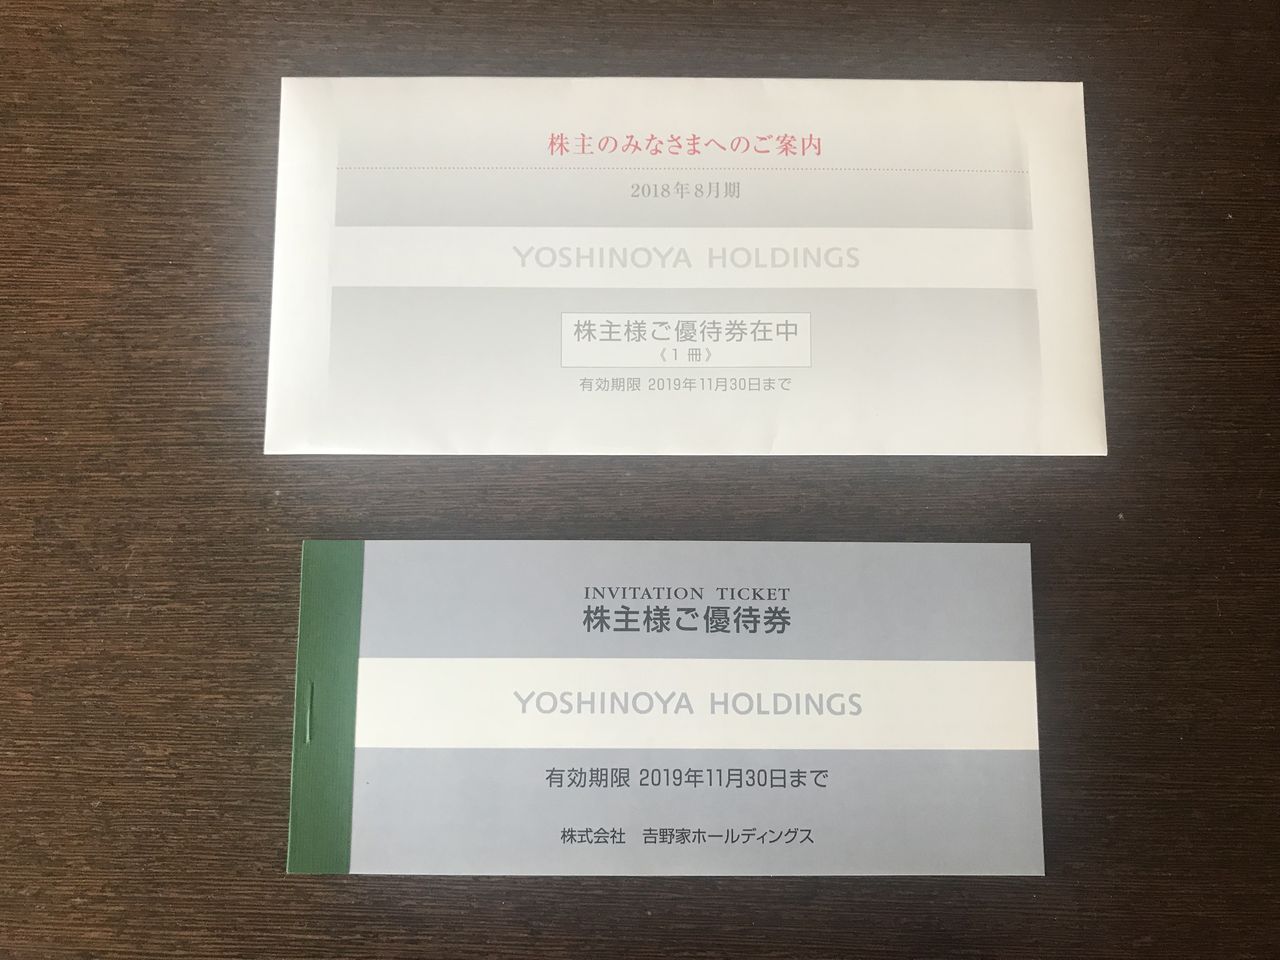 株主のみなさまへのご案内
2018年8月期
YOSHINOYA HOLDINGS
株主様ご優待券在中
《1冊》
有効期限 2019年11月30日まで
INVITATION TICKET
株主様ご優待券
YOSHINOYA HOLDINGS
有効期限 2019年11月30日まで
株式会社 𠮷野家ホールディングス